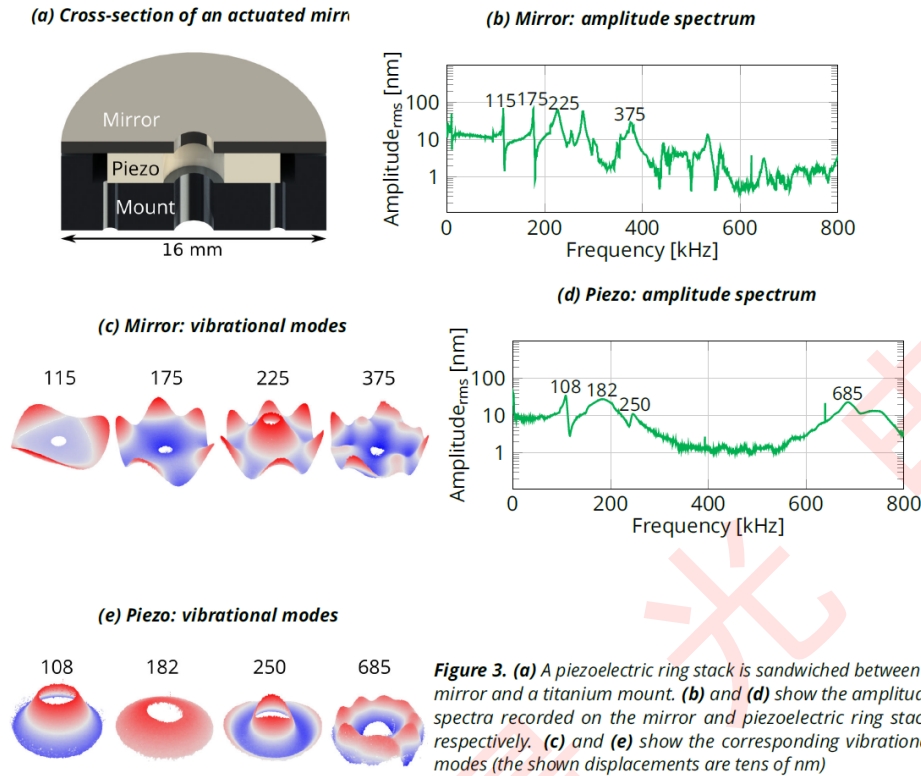 (a) Cross-section of an actuated
Mirror
Piezo
Mount
16 mm
(b) Mirror: amplitude spectrum
Amplituderms [nm]
100
10
1
115
175
225
375
0 200 400 600 800
Frequency [kHz]
(c) Mirror: vibrational modes
115 175 225 375
(d) Piezo: amplitude spectrum
Amplituderms [nm]
100
10
1
108
182
250
685
0 200 400 600 800
Frequency [kHz]
(e) Piezo: vibrational modes
108 182 250 685
Figure 3. (a) A piezoelectric ring stack is sandwiched between
mirror and a titanium mount. (b) and (d) show the amplitud
spectra recorded on the mirror and piezoelectric ring stac
respectively. (c) and (e) show the corresponding vibration
modes (the shown displacements are tens of nm)
光